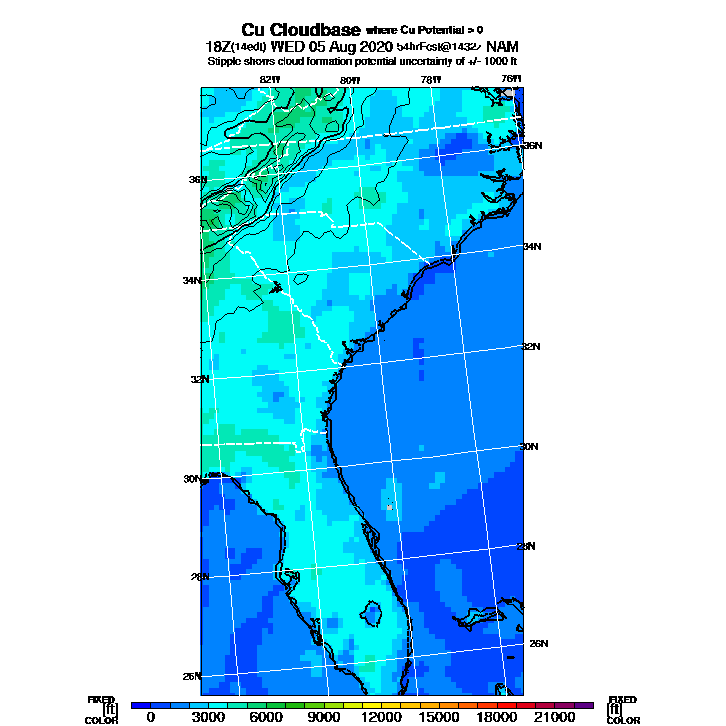 Cu Cloudbase where Cu Potential > 0
18Z(14edt) WED 05 Aug 2020 54hrFcst@1432z NAM
Stipple shows cloud formation potential uncertainty of +/- 1000 ft
82W 80W 78W 76W
36N
36N
34N
34N
32N
32N
30N
30N
28N
28N
26N
26N
FIXED FIXED
[ft] [ft]
COLOR COLOR
0 3000 6000 9000 12000 15000 18000 21000